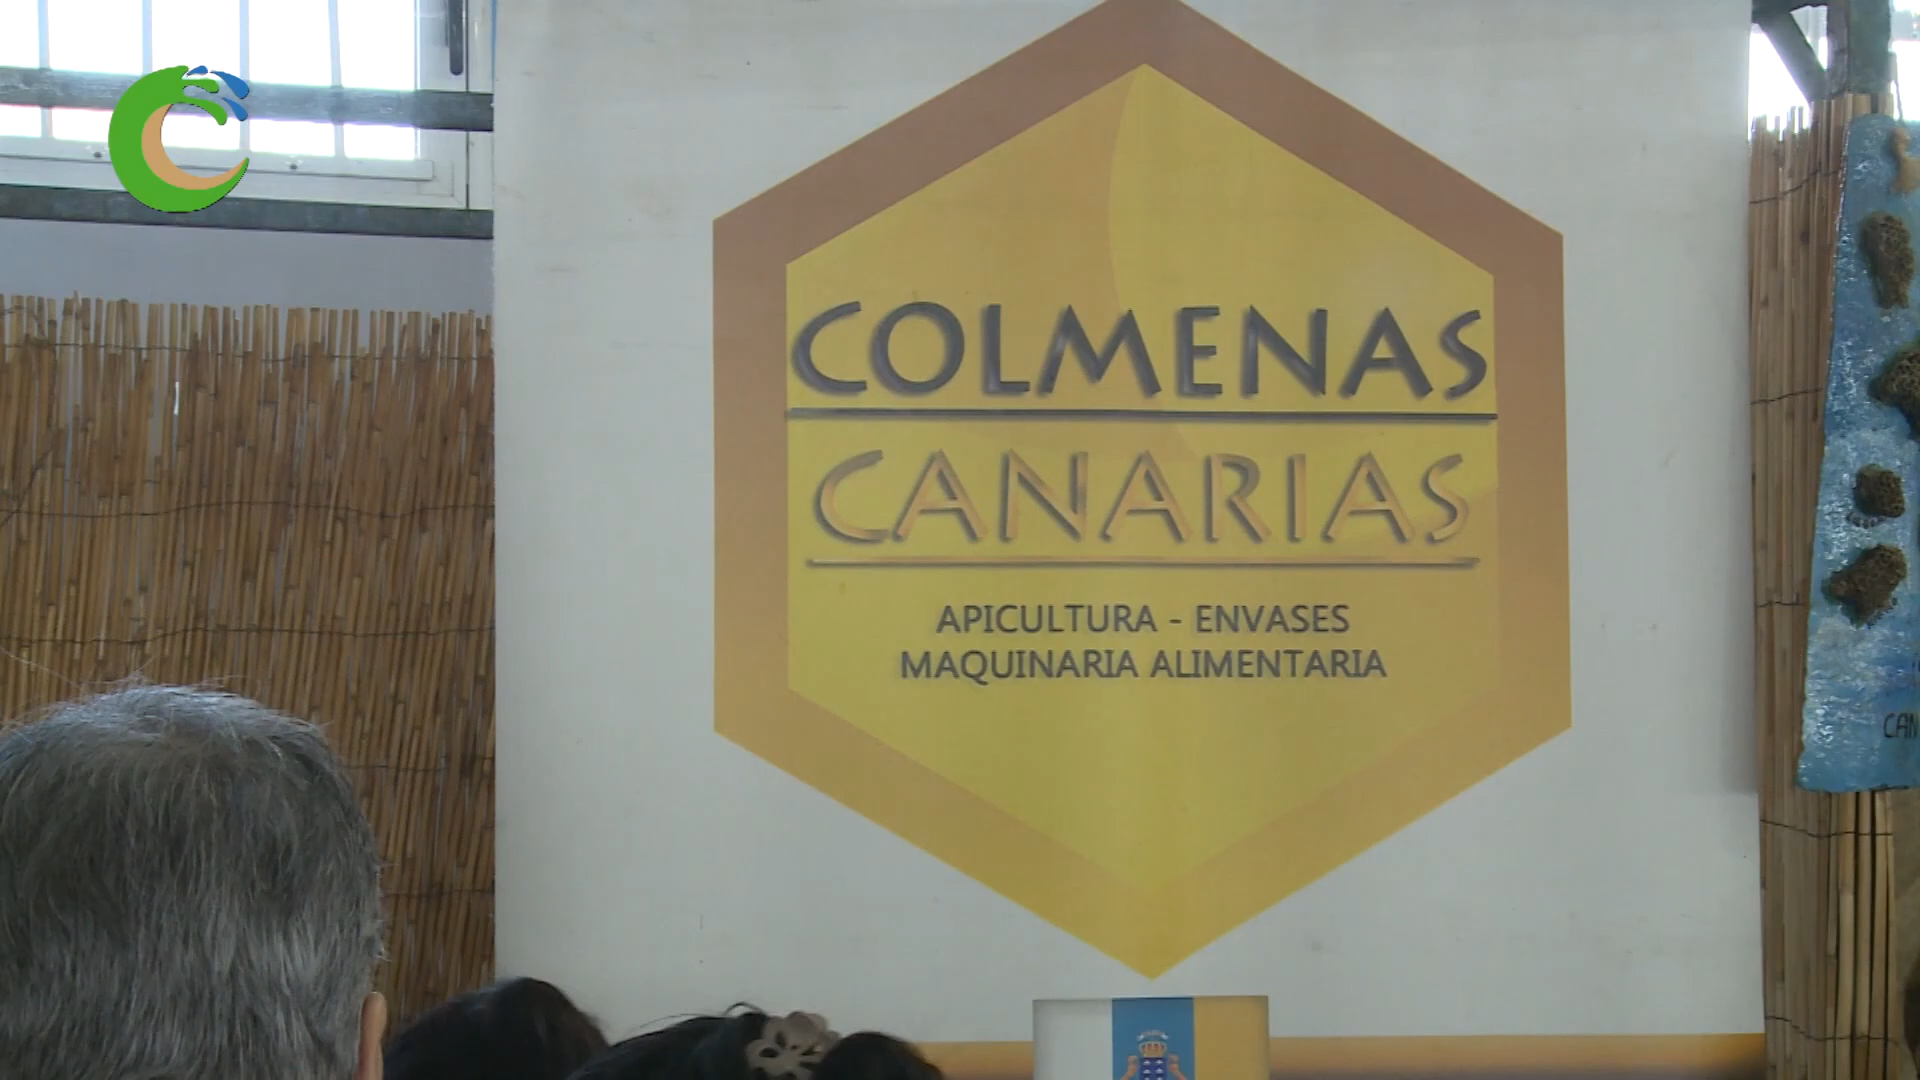 COLMENAS
CANARIAS
APICULTURA - ENVASES
MAQUINARIA ALIMENTARIA